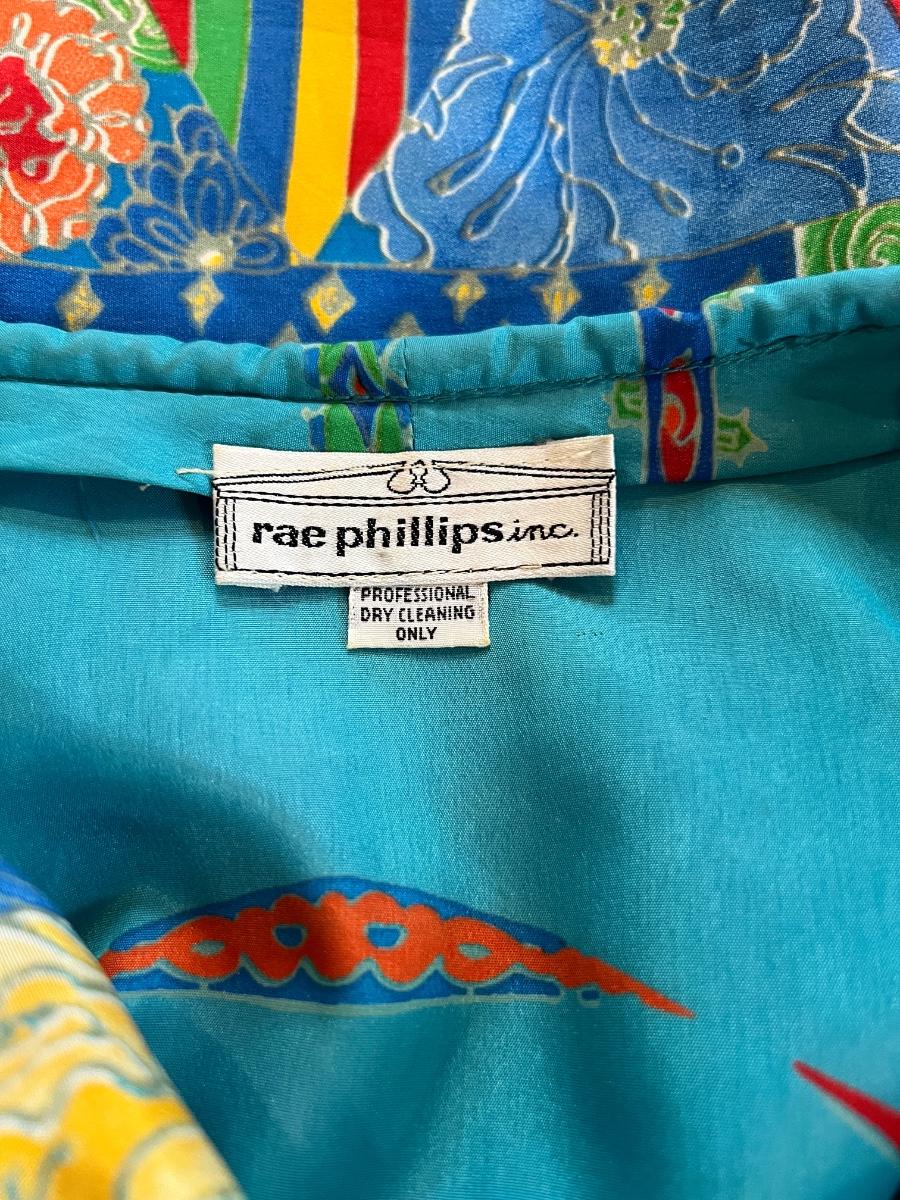 rae phillips inc.
PROFESSIONAL
DRY CLEANING
ONLY